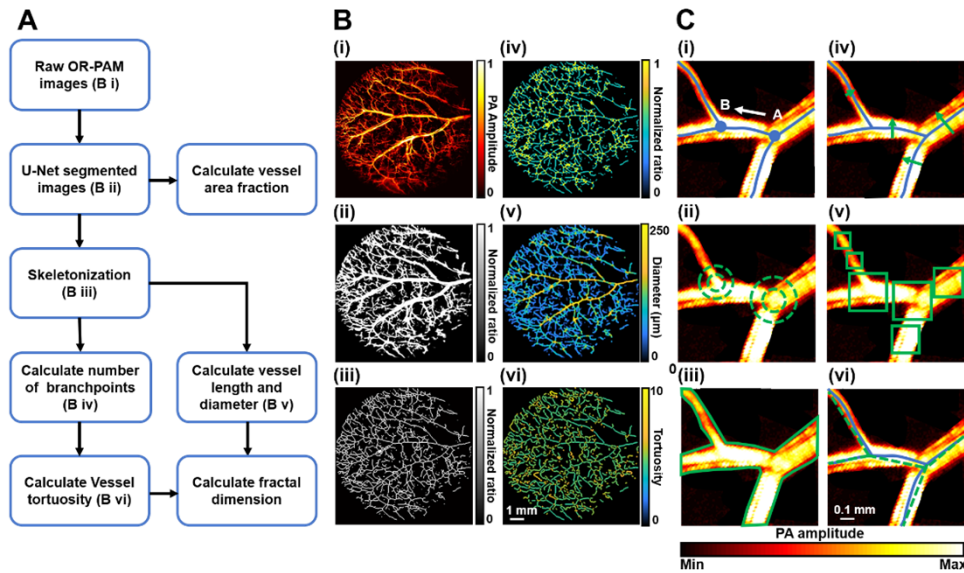 A
Raw OR-PAM
images (B i)
U-Net segmented
images (B ii)
Calculate vessel
area fraction
Skeletonization
(B iii)
Calculate number
of branchpoints
(B iv)
Calculate vessel
length and
diameter (B v)
Calculate Vessel
tortuosity (B vi)
Calculate fractal
dimension
B
(i)
1
PA Amplitude
0
(iv)
1
Normalized ratio
0
(ii)
1
Normalized ratio
0
(v)
250
Diameter (μm)
0
(iii)
1
Normalized ratio
0
(vi)
10
Tortuosity
0
1 mm
C
(i)
B
A
(iv)
(ii)
0
(v)
(iii)
(vi)
0.1 mm
PA amplitude
Min
Max